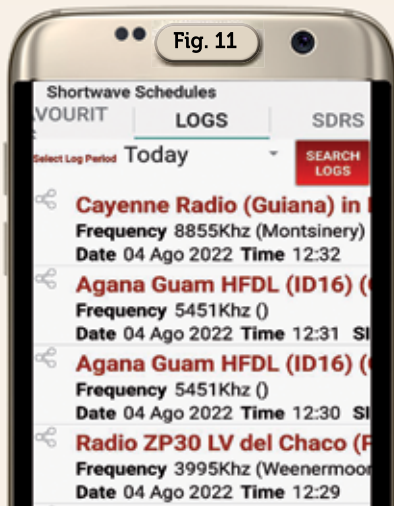 Fig. 11
Shortwave Schedules
VOURIT LOGS SDRS
Select Log Period Today SEARCH LOGS
Cayenne Radio (Guiana) in
Frequency 8855Khz (Montsinery)
Date 04 Ago 2022 Time 12:32
Agana Guam HFDL (ID16) (
Frequency 5451Khz ()
Date 04 Ago 2022 Time 12:31 SI
Agana Guam HFDL (ID16) (
Frequency 5451Khz ()
Date 04 Ago 2022 Time 12:30 SI
Radio ZP30 LV del Chaco (
Frequency 3995Khz (Weenermoor
Date 04 Ago 2022 Time 12:29